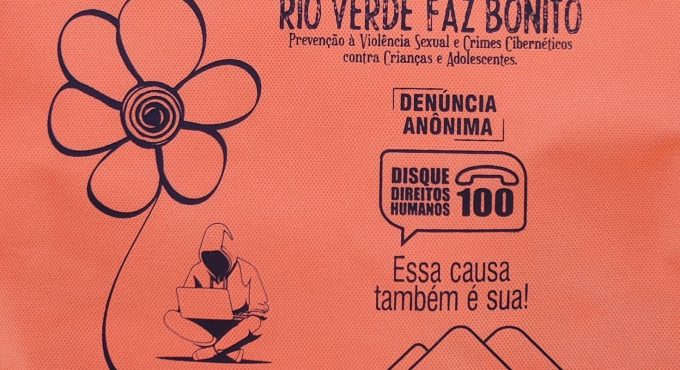 RIO VERDE FAZ BONITO
Prevenção à Violência Sexual e Crimes Cibernéticos
contra Crianças e Adolescentes.
DENÚNCIA
ANÔNIMA
DISQUE
DIREITOS
HUMANOS
100
Essa causa
também é sua!